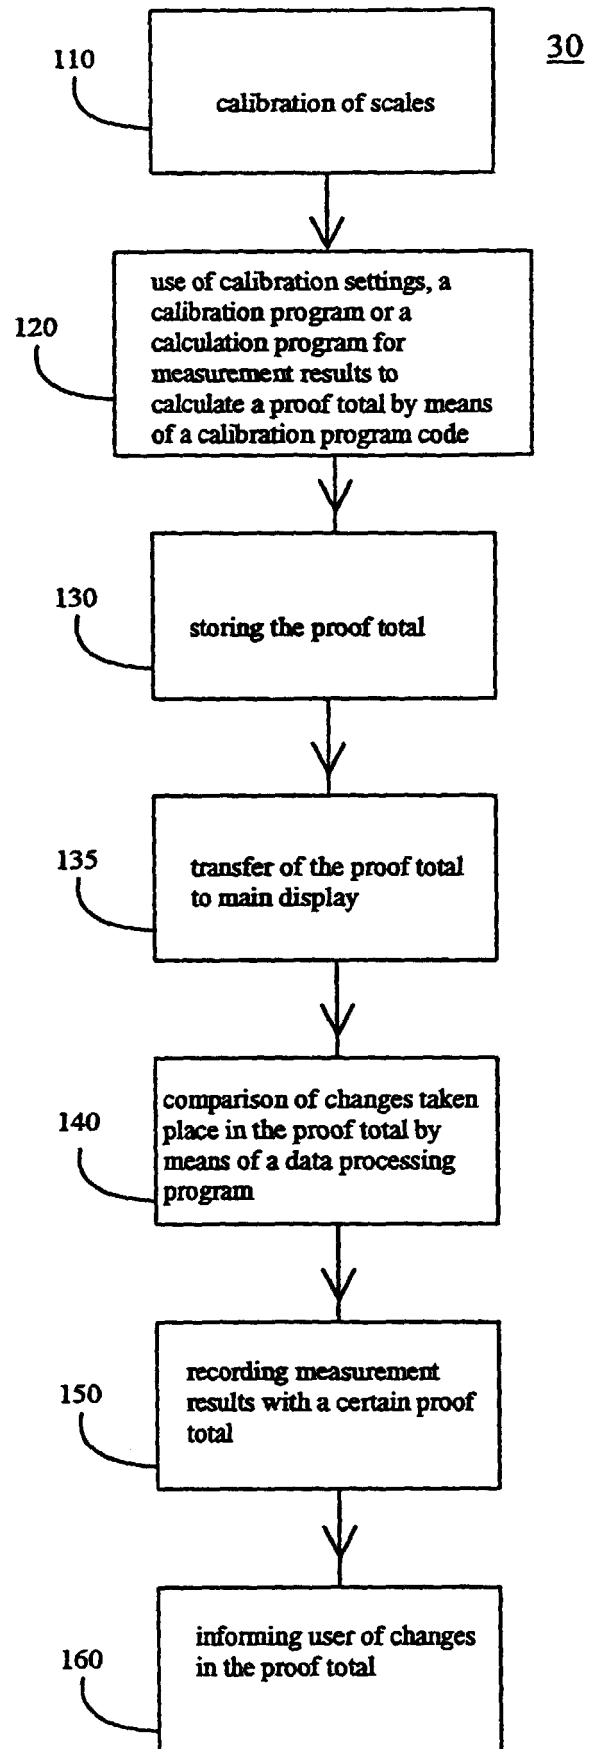 30
110
calibration of scales
120
use of calibration settings, a
calibration program or a
calculation program for
measurement results to
calculate a proof total by means
of a calibration program code
130
storing the proof total
135
transfer of the proof total
to main display
140
comparison of changes taken
place in the proof total by
means of a data processing
program
150
recording measurement
results with a certain proof
total
160
informing user of changes
in the proof total